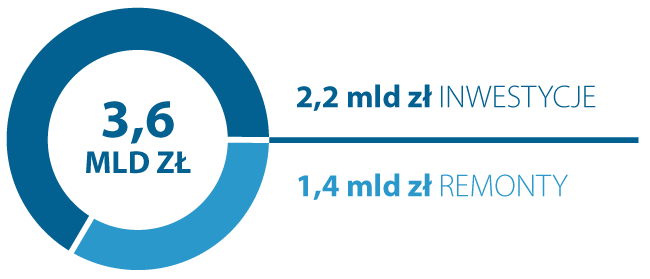 3,6
MLD ZŁ
2,2 mld zł INWESTYCJE
1,4 mld zł REMONTY